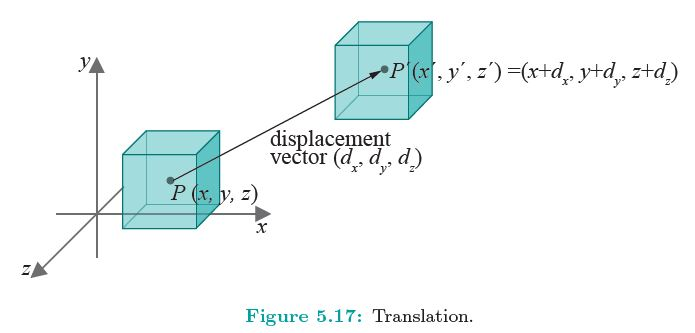 y
P´(x´, y´, z´) =(x+dx, y+dy, z+dz)
displacement
vector (dx, dy, dz)
P (x, y, z)
x
z
Figure 5.17: Translation.